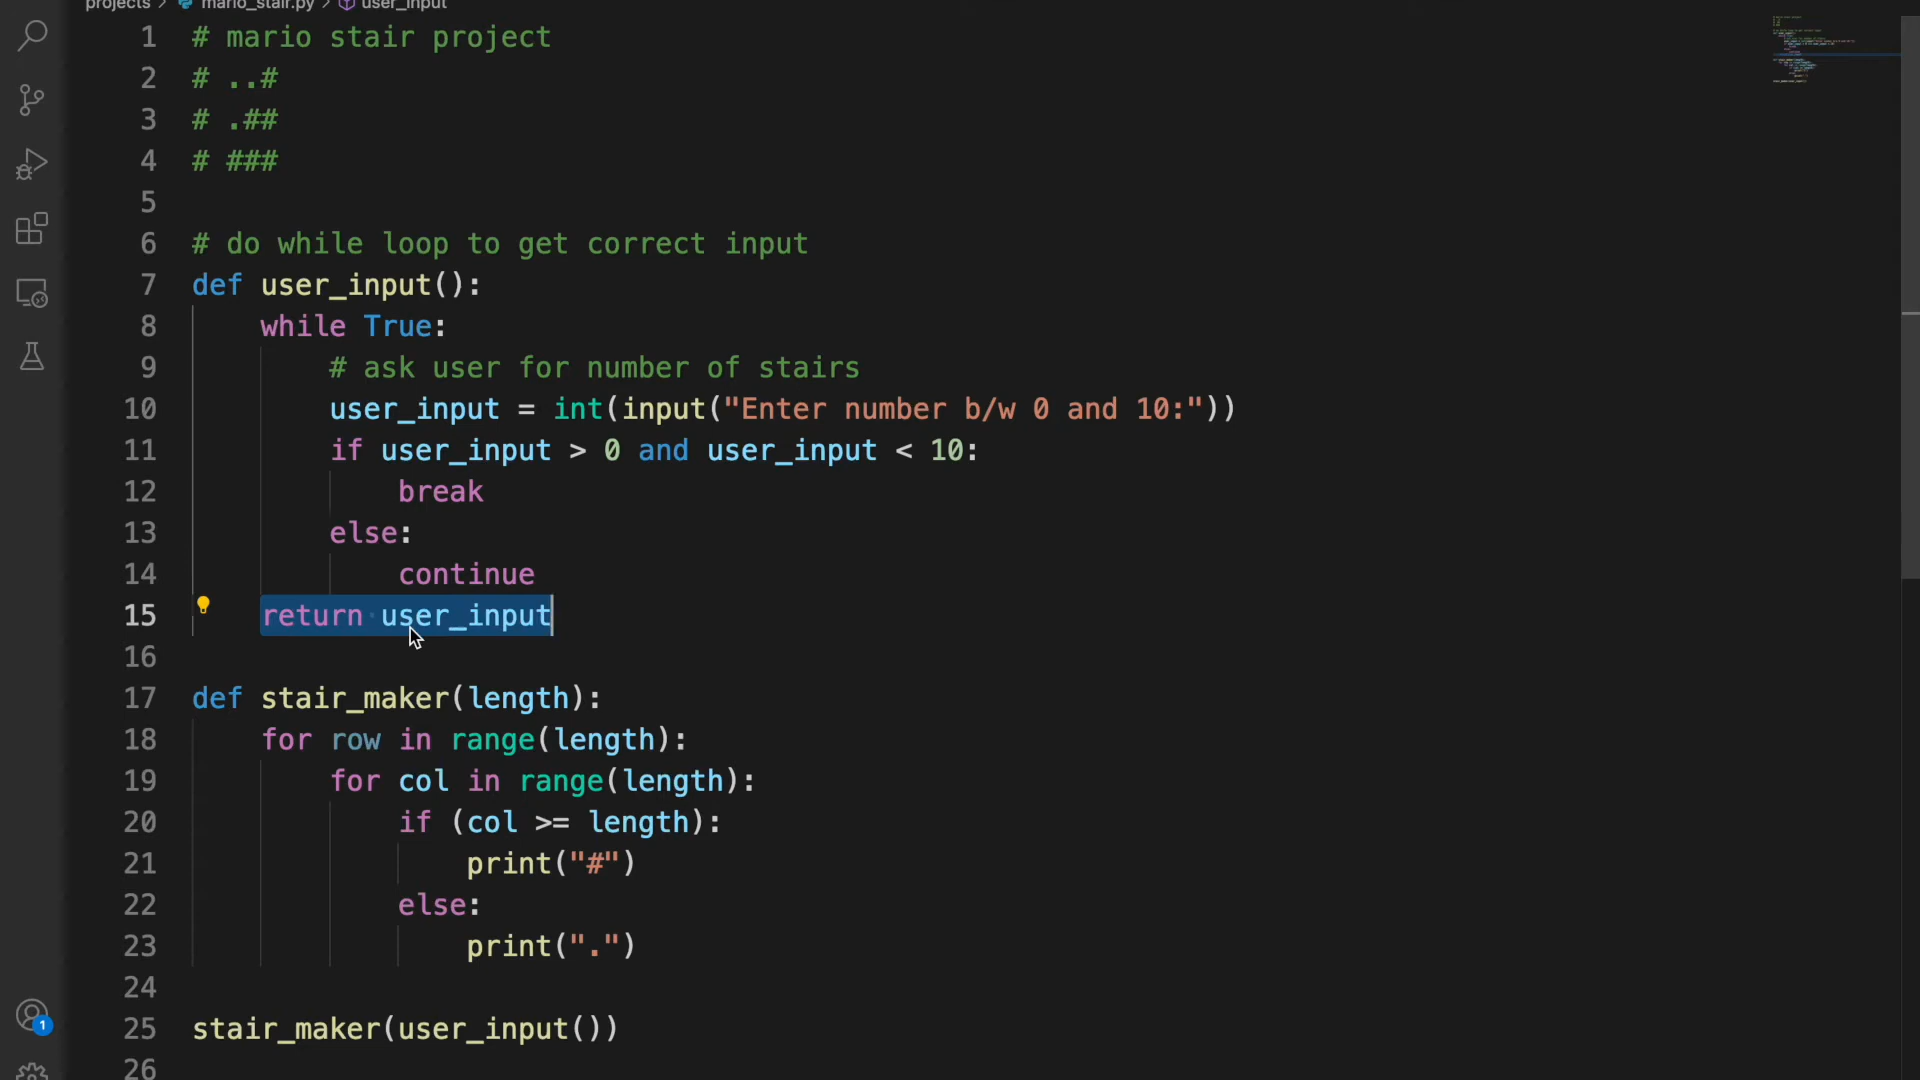 projects > mario_stair.py > user_input
1 # mario stair project
2 # ..#
3 # .##
4 # ###
5
6 # do while loop to get correct input
7 def user_input():
8 while True:
9 # ask user for number of stairs
10 user_input = int(input("Enter number b/w 0 and 10:"))
11 if user_input > 0 and user_input < 10:
12 break
13 else:
14 continue
15 return user_input
16
17 def stair_maker(length):
18 for row in range(length):
19 for col in range(length):
20 if (col >= length):
21 print("#")
22 else:
23 print(".")
24
25 stair_maker(user_input())
26
1